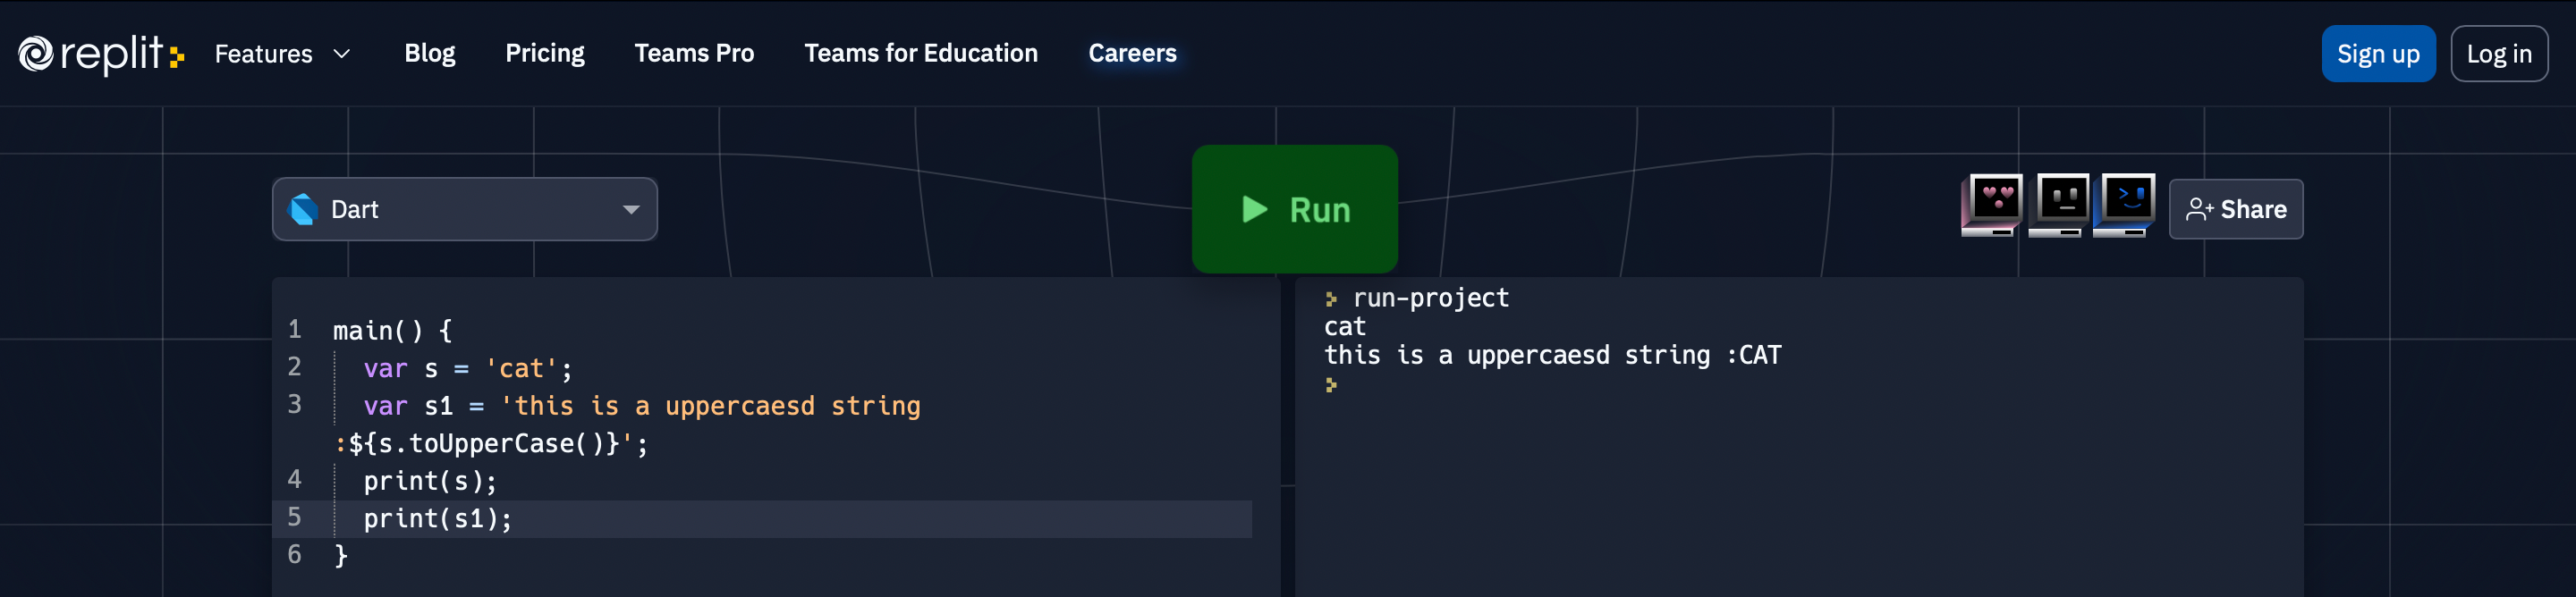 replit Features Blog Pricing Teams Pro Teams for Education Careers Sign up Log in
Dart Run Share
1 main() {
2 var s = 'cat';
3 var s1 = 'this is a uppercaesd string
:${s.toUpperCase()}';
4 print(s);
5 print(s1);
6 }
run-project
cat
this is a uppercaesd string :CAT